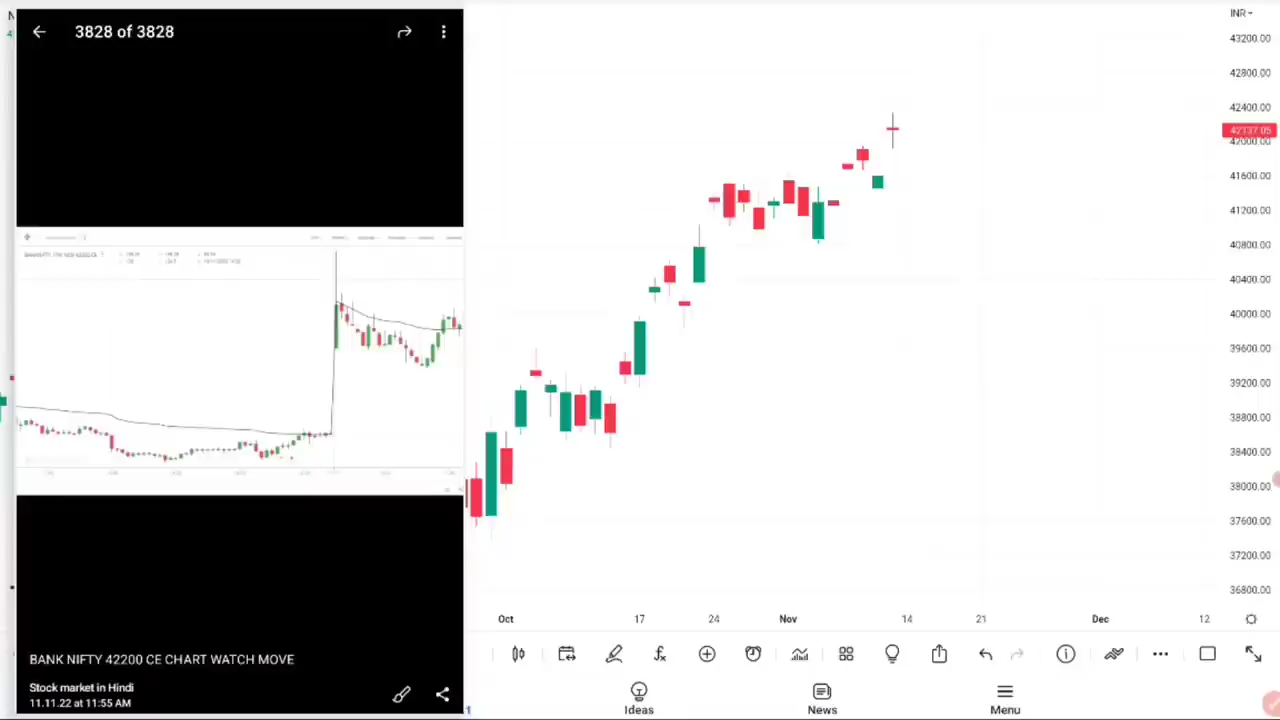 3828 of 3828
BANK NIFTY 42200 CE CHART WATCH MOVE
Stock market in Hindi
11.11.22 at 11:55 AM
INR
43200.00
42800.00
42400.00
42137.05
42000.00
41600.00
41200.00
40800.00
40400.00
40000.00
39600.00
39200.00
38800.00
38400.00
38000.00
37600.00
37200.00
36800.00
Oct 17 24 Nov 14 21 Dec 12
Ideas News Menu